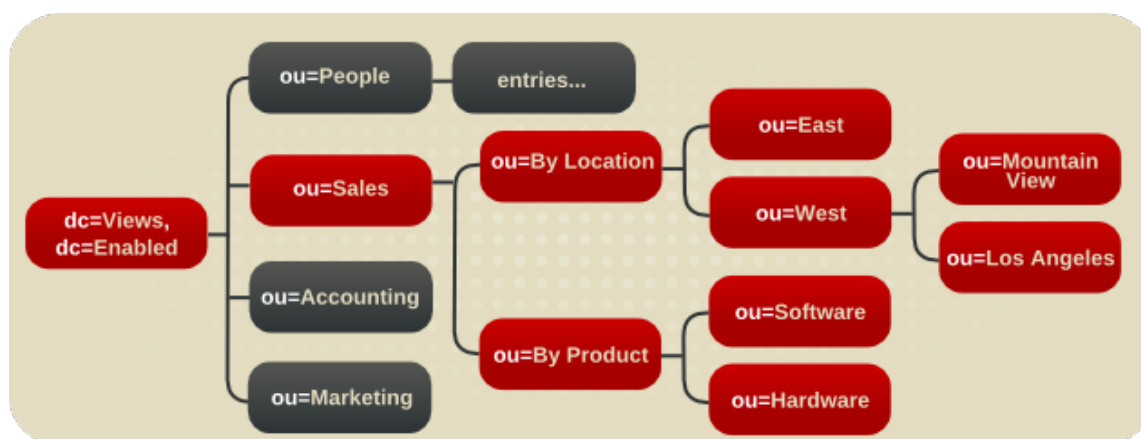 dc=Views,
dc=Enabled
ou=People
entries...
ou=Sales
ou=Accounting
ou=Marketing
ou=By Location
ou=By Product
ou=East
ou=West
ou=Software
ou=Hardware
ou=Mountain
View
ou=Los Angeles